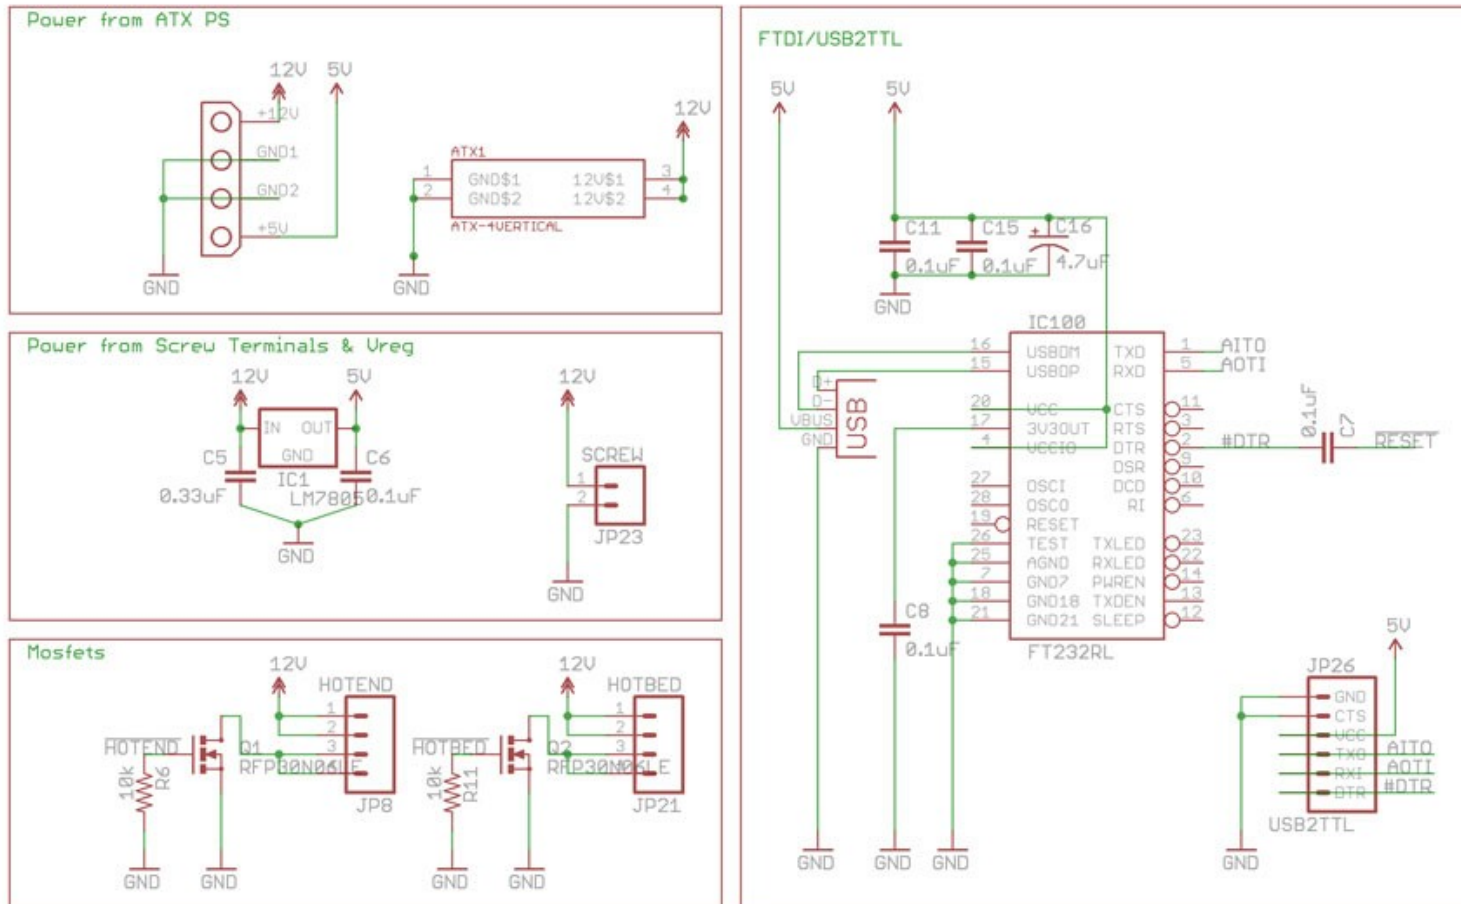 Power from ATX PS
12V 5V
+12V
GND1
GND2
+5V
GND
12V
ATX1
1 GND$1 12V$1 3
2 GND$2 12V$2 4
ATX-4VERTICAL
GND
Power from Screw Terminals & Vreg
12V 5V
IN OUT
GND
C5 C6
IC1
0.33uF LM7805 0.1uF
GND
12V
SCREW
1
2
JP23
GND
Mosfets
12V
HOTEND
1
2
3
4
HOTEND
Q1
RFP30N06LE
10k
R6
JP8
GND GND
12V
HOTBED
1
2
3
4
HOTBED
Q2
RFP30N06LE
10k
R11
JP21
GND GND
FTDI/USB2TTL
5V 5V
C11 C15 C16
+
0.1uF 0.1uF 4.7uF
GND
IC100
16 USBDM TXD 1 AITO
15 USBDP RXD 5 AOTI
20 VCC CTS 11
17 3V3OUT RTS 3
4 VCCIO DTR 2 #DTR
DSR 9
27 OSCI DCD 10
28 OSCO RI 6
19 RESET
26 TEST TXLED 23
25 AGND RXLED 22
7 GND7 PWREN 14
18 GND18 TXDEN 13
21 GND21 SLEEP 12
FT232RL
D+
D-
VBUS
GND
USB
0.1uF
C7
RESET
C8
0.1uF
GND GND GND
5V
JP26
GND
CTS
VCC
TXO AITO
RXI AOTI
DTR #DTR
USB2TTL
GND